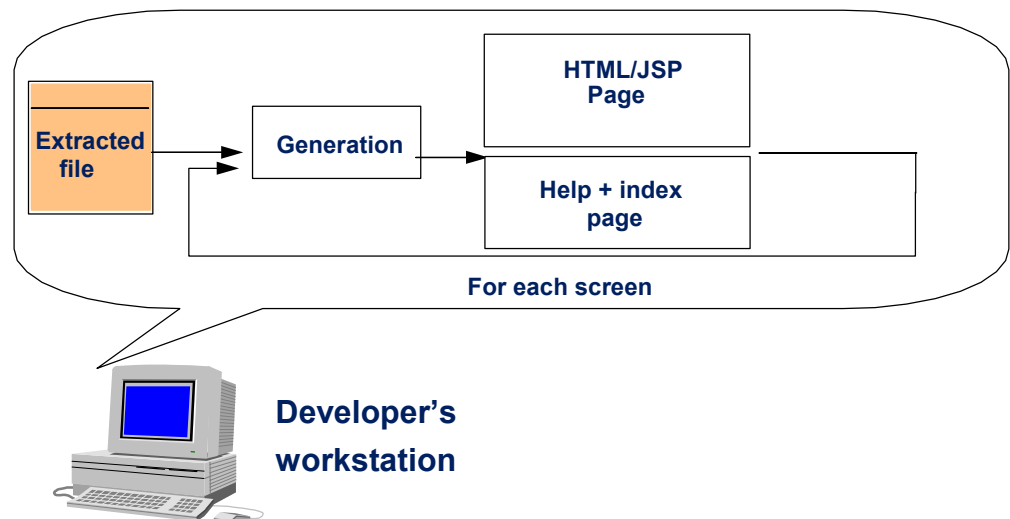 HTML/JSP
Page
Extracted
file
Generation
Help + index
page
For each screen
Developer’s
workstation